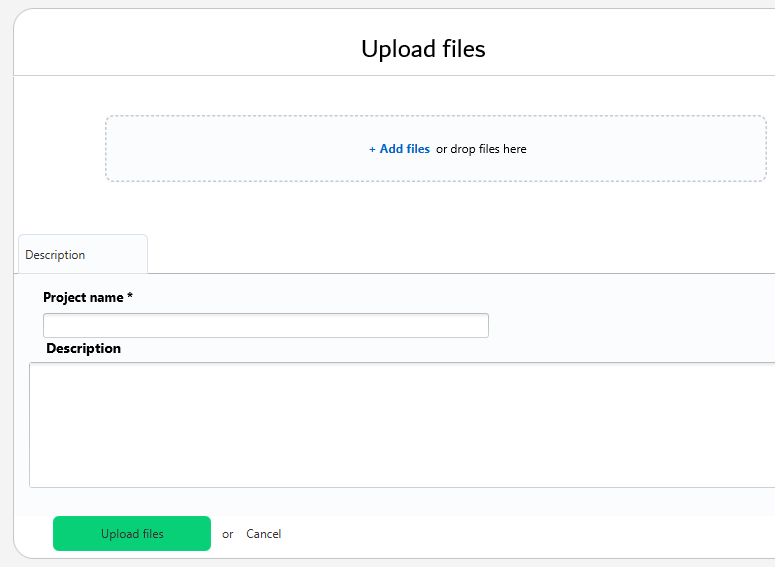 Upload files
+ Add files or drop files here
Description
Project name *
Description
Upload files or Cancel